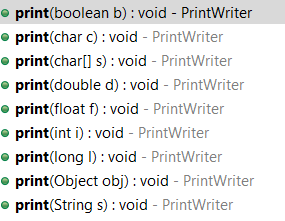 print(boolean b) : void - PrintWriter
print(char c) : void - PrintWriter
print(char[] s) : void - PrintWriter
print(double d) : void - PrintWriter
print(float f) : void - PrintWriter
print(int i) : void - PrintWriter
print(long l) : void - PrintWriter
print(Object obj) : void - PrintWriter
print(String s) : void - PrintWriter